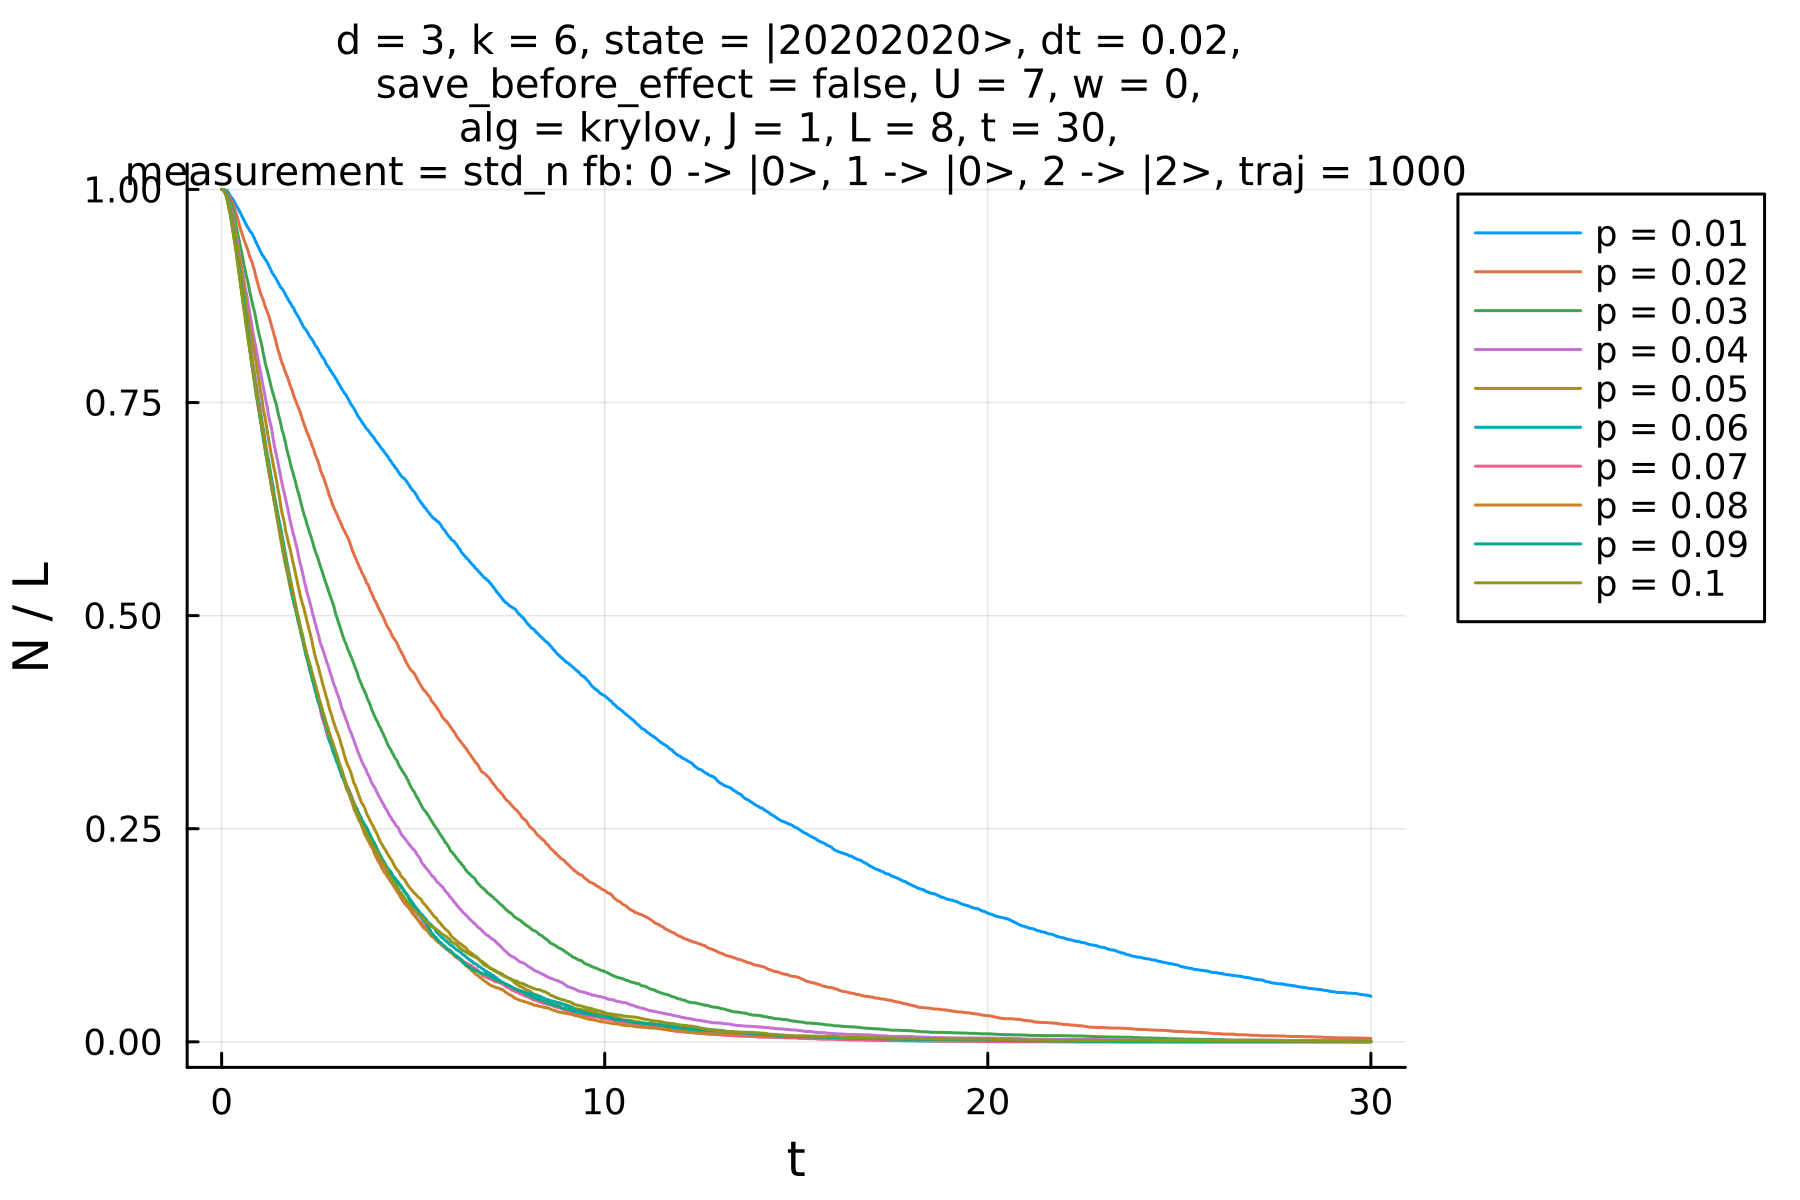 d = 3, k = 6, state = |20202020>, dt = 0.02,
save_before_effect = false, U = 7, w = 0,
alg = krylov, J = 1, L = 8, t = 30,
measurement = std_n fb: 0 -> |0>, 1 -> |0>, 2 -> |2>, traj = 1000
1.00
0.75
0.50
0.25
0.00
N / L
0
10
20
30
t
p = 0.01
p = 0.02
p = 0.03
p = 0.04
p = 0.05
p = 0.06
p = 0.07
p = 0.08
p = 0.09
p = 0.1